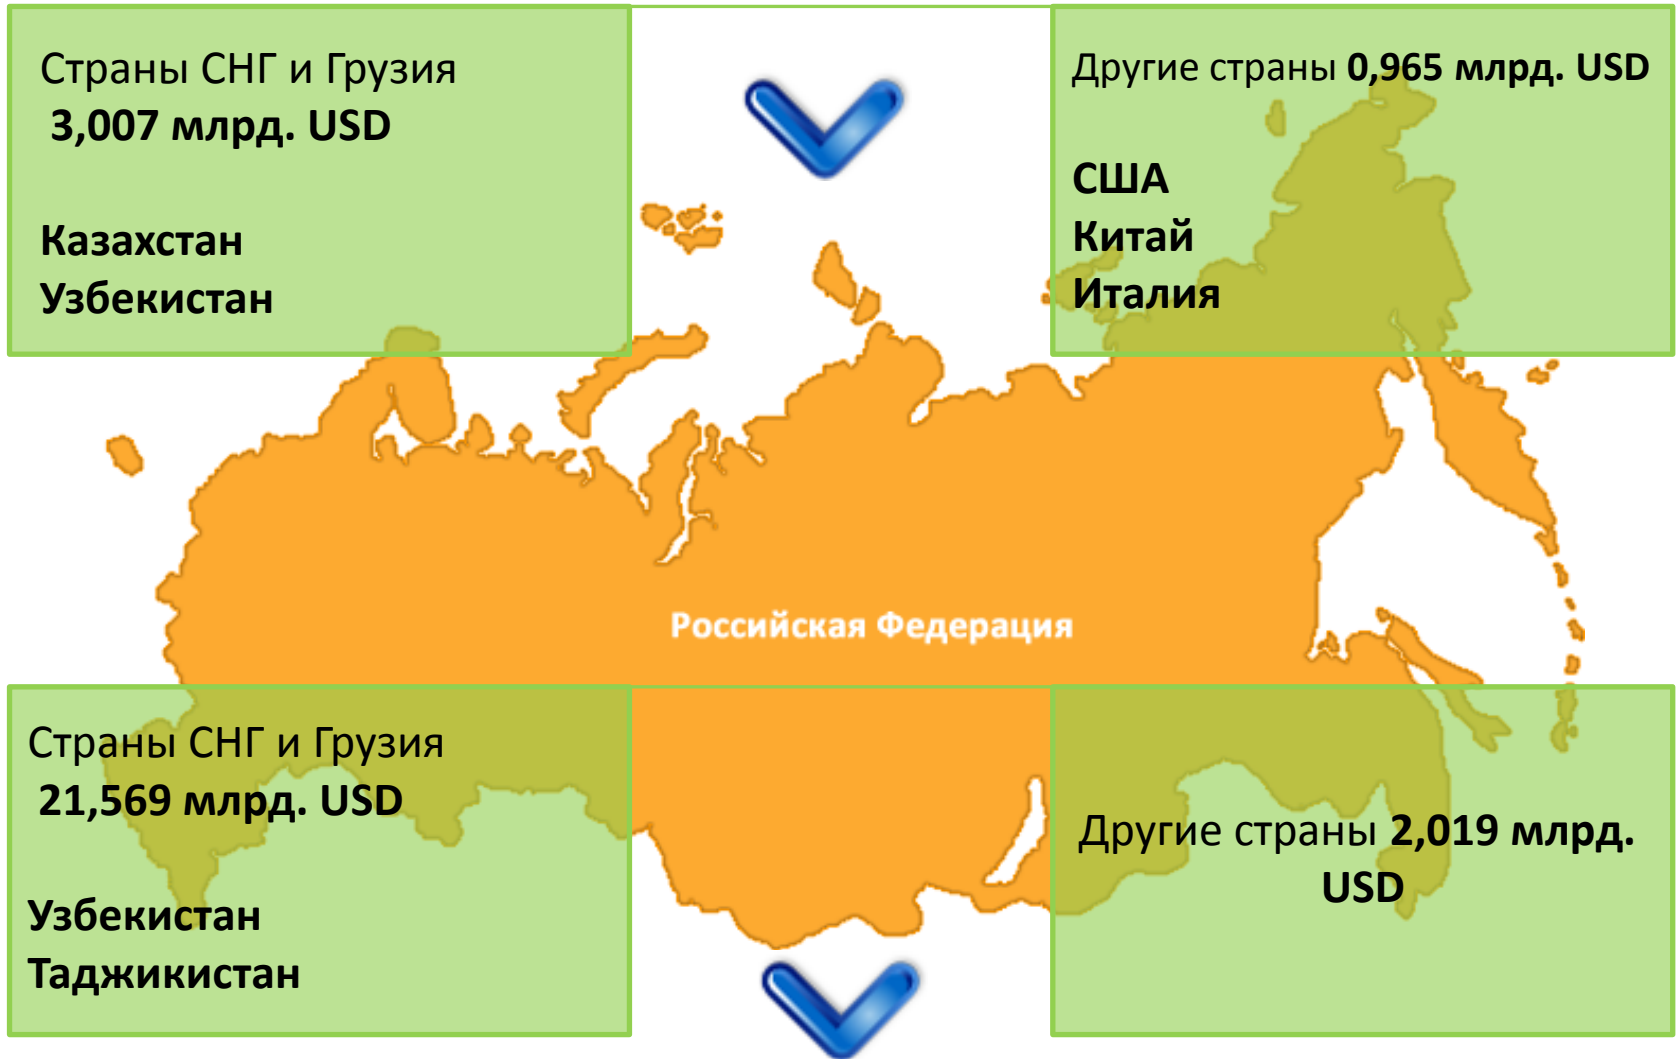 Страны СНГ и Грузия
3,007 млрд. USD
Казахстан
Узбекистан
Другие страны 0,965 млрд. USD
США
Китай
Италия
Российская Федерация
Страны СНГ и Грузия
21,569 млрд. USD
Узбекистан
Таджикистан
Другие страны 2,019 млрд.
USD